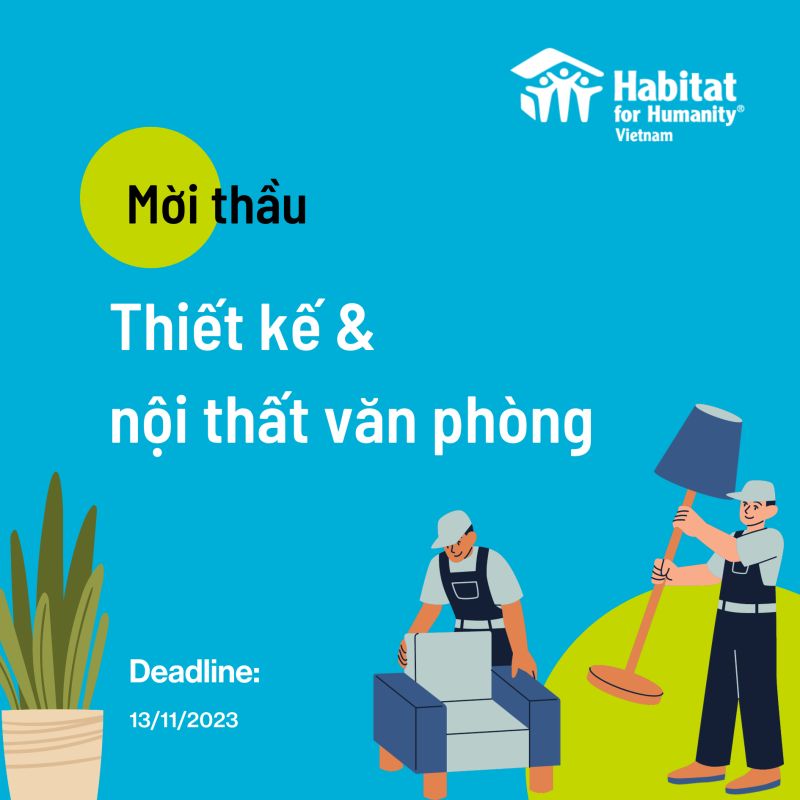 Habitat
for Humanity®
Vietnam
Mời thầu
Thiết kế &
nội thất văn phòng
Deadline:
13/11/2023